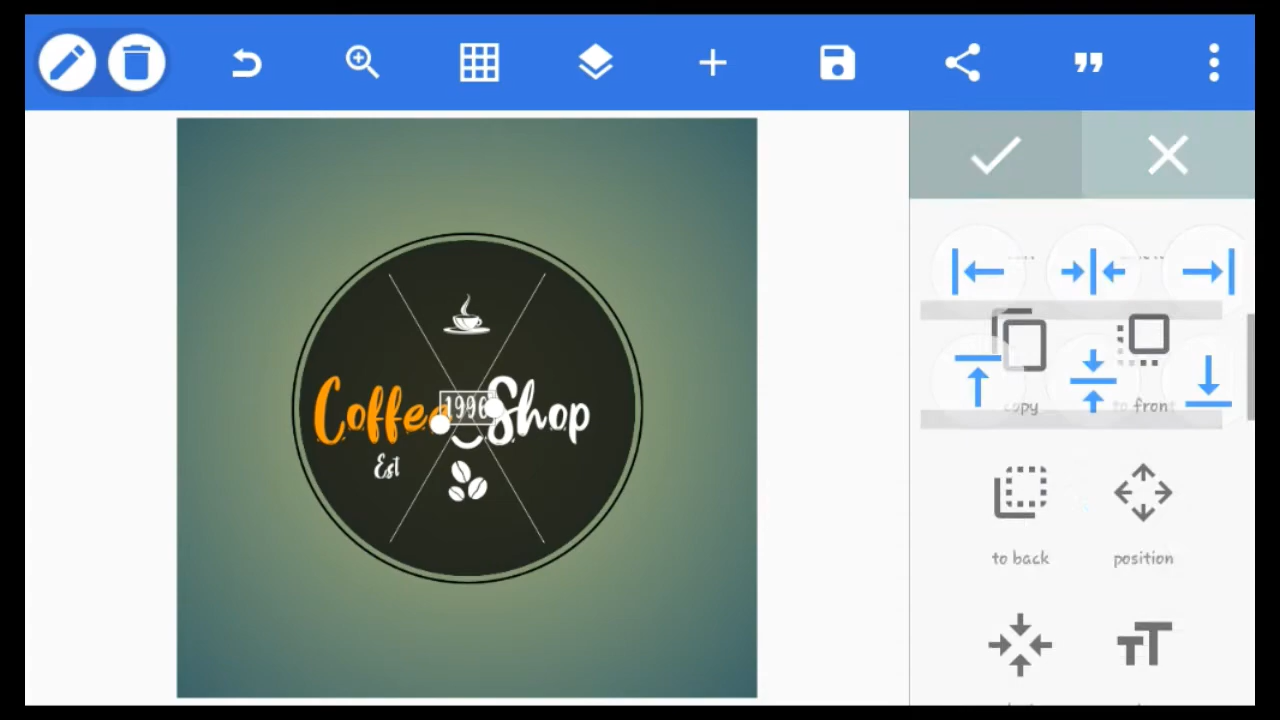 Coffee
1996
Shop
Est
copy
to front
to back
position